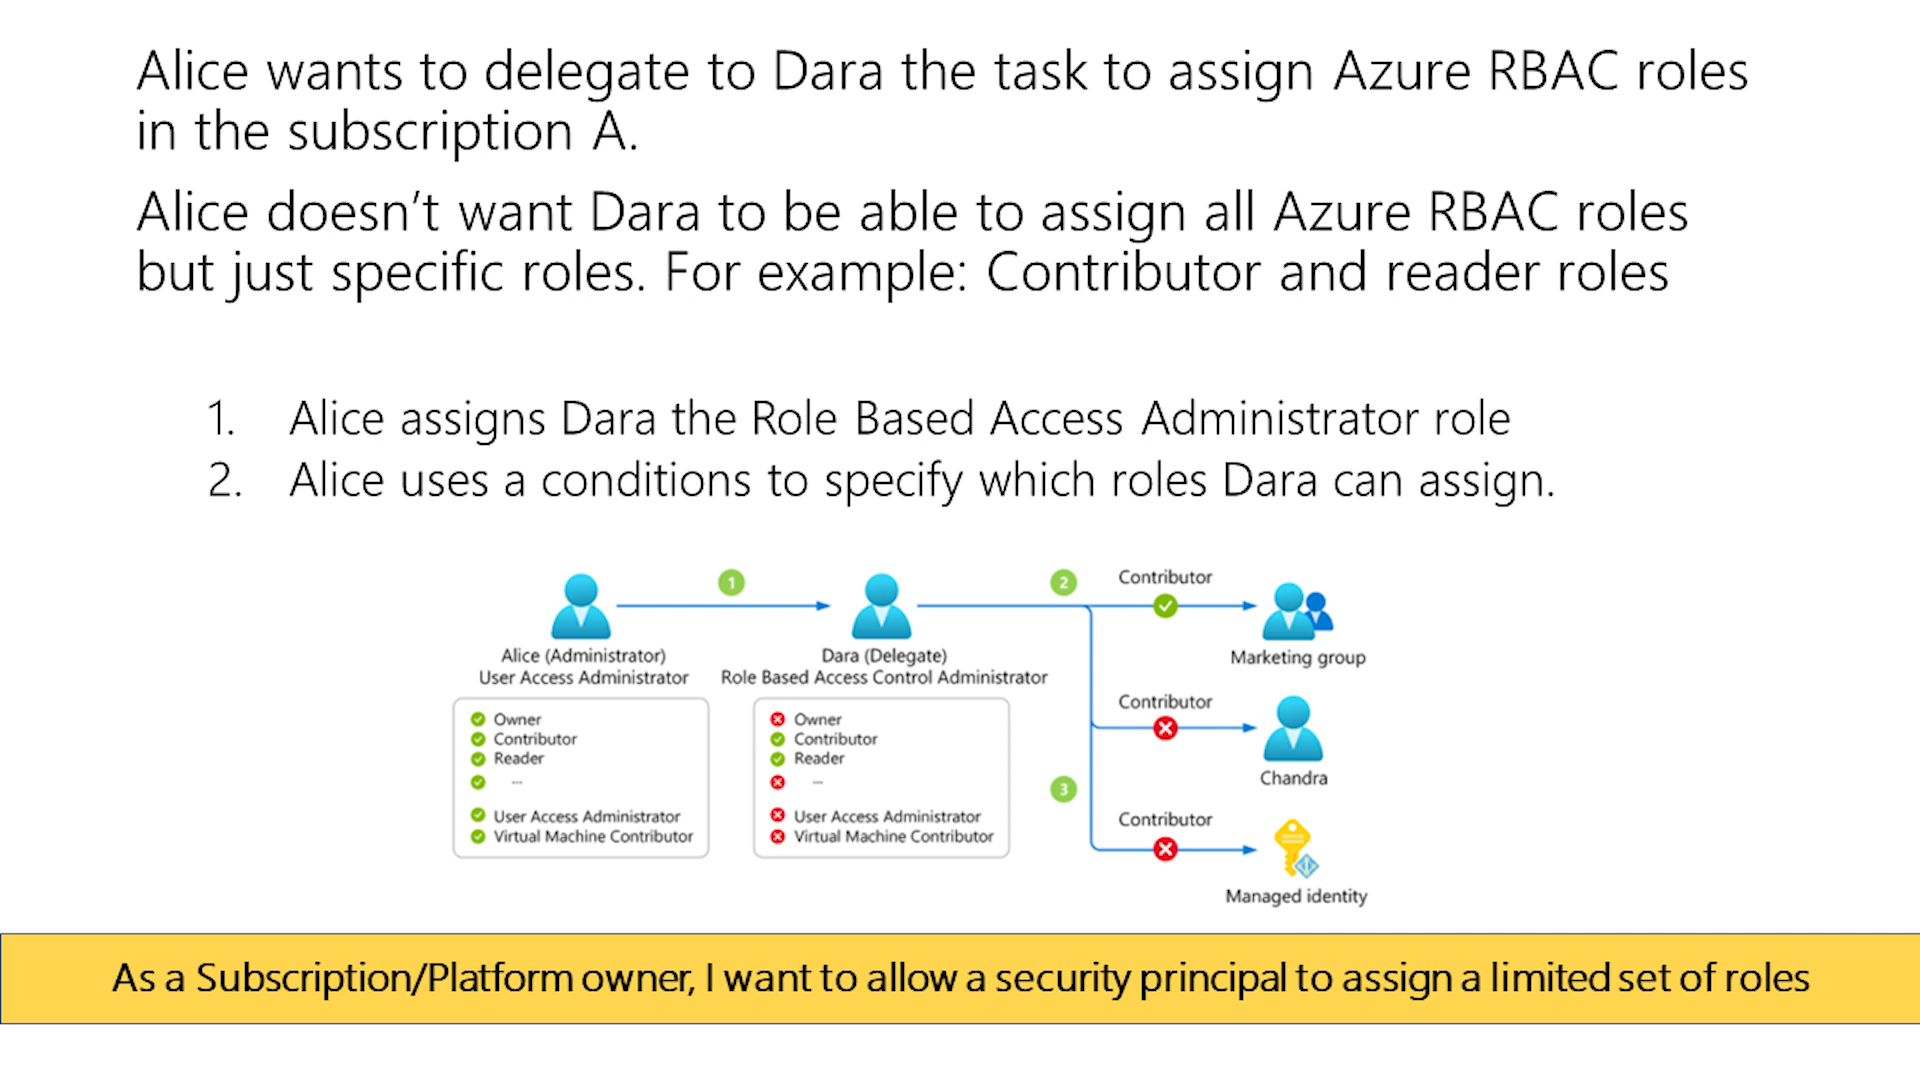 Alice wants to delegate to Dara the task to assign Azure RBAC roles
in the subscription A.
Alice doesn't want Dara to be able to assign all Azure RBAC roles
but just specific roles. For example: Contributor and reader roles
1. Alice assigns Dara the Role Based Access Administrator role
2. Alice uses a conditions to specify which roles Dara can assign.
1
2
Contributor
Alice (Administrator)
User Access Administrator
Dara (Delegate)
Role Based Access Control Administrator
Marketing group
Owner
Contributor
Reader
...
User Access Administrator
Virtual Machine Contributor
Owner
Contributor
Reader
...
User Access Administrator
Virtual Machine Contributor
Contributor
Chandra
3
Contributor
Managed identity
As a Subscription/Platform owner, I want to allow a security principal to assign a limited set of roles